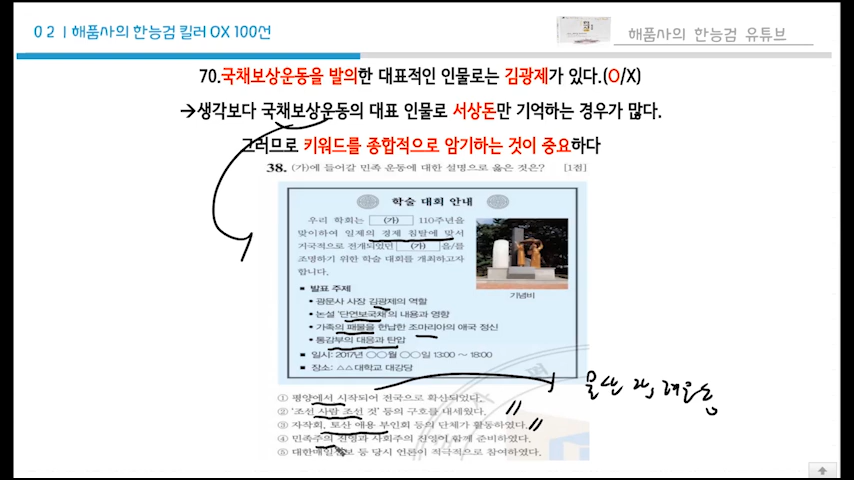 02 | 해품사의 한능검 킬러 OX 100선
해품사의 한능검 유튜브
70.국채보상운동을 발의한 대표적인 인물로는 김광제가 있다.(O/X)
→생각보다 국채보상운동의 대표 인물로 서상돈만 기억하는 경우가 많다.
그러므로 키워드를 종합적으로 암기하는 것이 중요하다
38. (가)에 들어갈 민족 운동에 대한 설명으로 옳은 것은? [1점]
학술 대회 안내
우리 학회는 (가) 110주년을
맞이하여 일제의 경제 침탈에 맞서
거국적으로 전개되었던 (가) 을/를
조명하기 위한 학술 대회를 개최하고자
합니다.
기념비
■ 발표 주제
• 광문사 사장 김광제의 역할
• 논설 '단연보국채'의 내용과 영향
• 가족의 패물을 헌납한 조마리아의 애국 정신
• 통감부의 대응과 탄압
■ 일시: 2017년 ○○월 ○○일 13:00 ~ 18:00
■ 장소: △△대학교 대강당
① 평양에서 시작되어 전국으로 확산되었다.
② '조선 사람 조선 것' 등의 구호를 내세웠다.
③ 자작회, 토산 애용 부인회 등의 단체가 활동하였다.
④ 민족주의 진영과 사회주의 진영이 함께 준비하였다.
⑤ 대한매일신보 등 당시 언론이 적극적으로 참여하였다.
물산